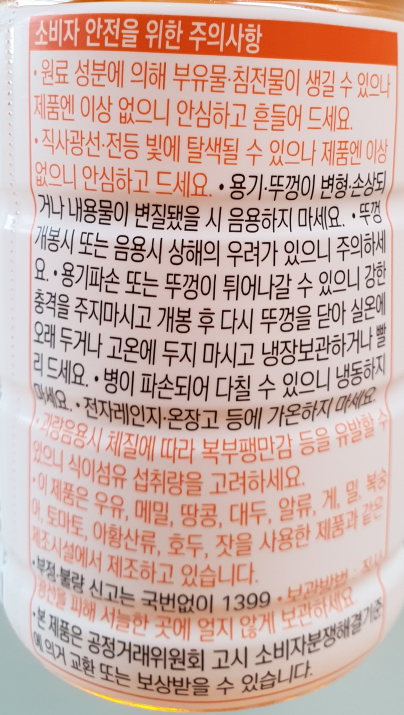 소비자 안전을 위한 주의사항
· 원료 성분에 의해 부유물·침전물이 생길 수 있으나
제품엔 이상 없으니 안심하고 흔들어 드세요.
· 직사광선·전등 빛에 탈색될 수 있으나 제품엔 이상
없으니 안심하고 드세요. · 용기·뚜껑이 변형·손상되
거나 내용물이 변질됐을 시 음용하지 마세요. · 뚜껑
개봉시 또는 음용시 상해의 우려가 있으니 주의하세
요. · 용기파손 또는 뚜껑이 튀어나갈 수 있으니 강한
충격을 주지마시고 개봉 후 다시 뚜껑을 닫아 실온에
오래 두거나 고온에 두지 마시고 냉장보관하거나 빨
리 드세요. · 병이 파손되어 다칠 수 있으니 냉동하지
마세요. · 전자레인지·온장고 등에 가온하지 마세요.
· 과량음용시 체질에 따라 복부팽만감 등을 유발할 수
있으니 식이섬유 섭취량을 고려하세요.
· 이 제품은 우유, 메밀, 땅콩, 대두, 알류, 게, 밀, 복숭
아, 토마토, 아황산류, 호두, 잣을 사용한 제품과 같은
제조시설에서 제조하고 있습니다.
· 부정·불량 신고는 국번없이 1399 · 보관방법 : 직사
광선을 피해 서늘한 곳에 얼지 않게 보관하세요
· 본 제품은 공정거래위원회 고시 소비자분쟁해결기준
에 의거 교환 또는 보상받을 수 있습니다.